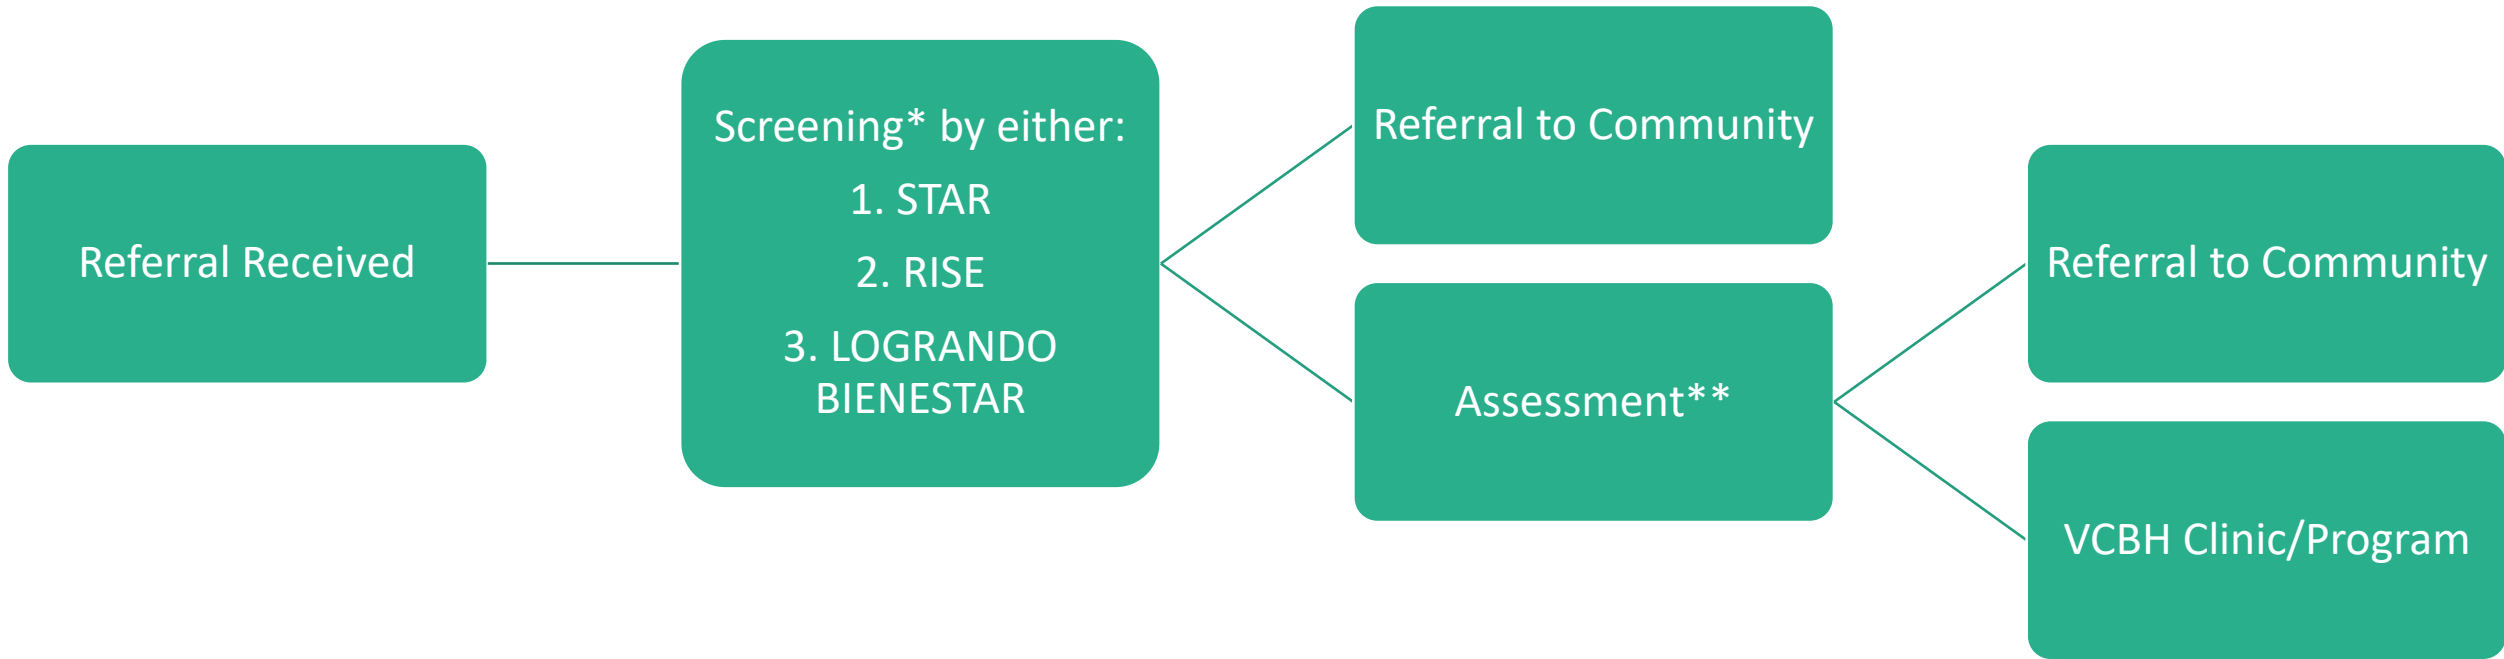 Referral Received
Screening* by either:
1. STAR
2. RISE
3. LOGRANDO
BIENESTAR
Referral to Community
Assessment**
Referral to Community
VCBH Clinic/Program